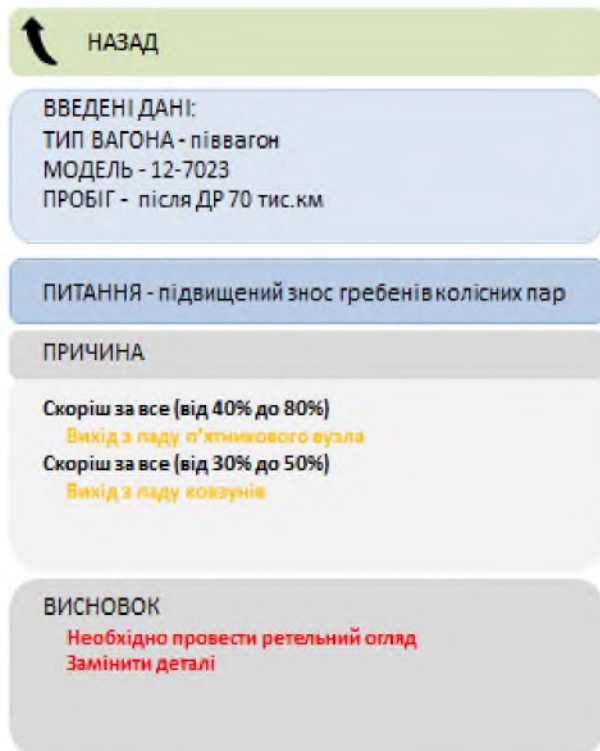 НАЗАД
ВВЕДЕНІ ДАНІ:
ТИП ВАГОНА - піввагон
МОДЕЛЬ - 12-7023
ПРОБІГ - після ДР 70 тис.км
ПИТАННЯ - підвищений знос гребенів колісних пар
ПРИЧИНА
Скоріш за все (від 40% до 80%)
Вихід з ладу п'ятникового вузла
Скоріш за все (від 30% до 50%)
Вихід з ладу ковзунів
ВИСНОВОК
Необхідно провести ретельний огляд
Замінити деталі